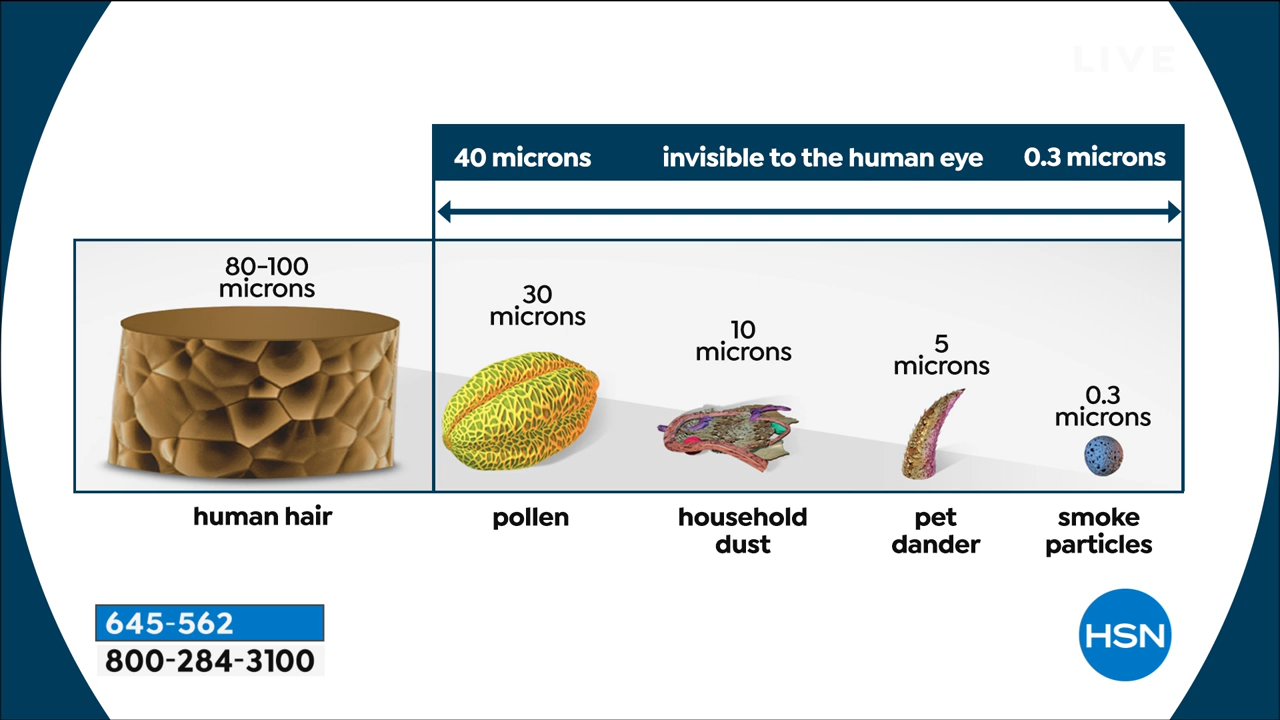 LIVE
40 microns invisible to the human eye 0.3 microns
80-100
microns
30
microns
10
microns
5
microns
0.3
microns
human hair
pollen
household
dust
pet
dander
smoke
particles
645-562
800-284-3100
HSN